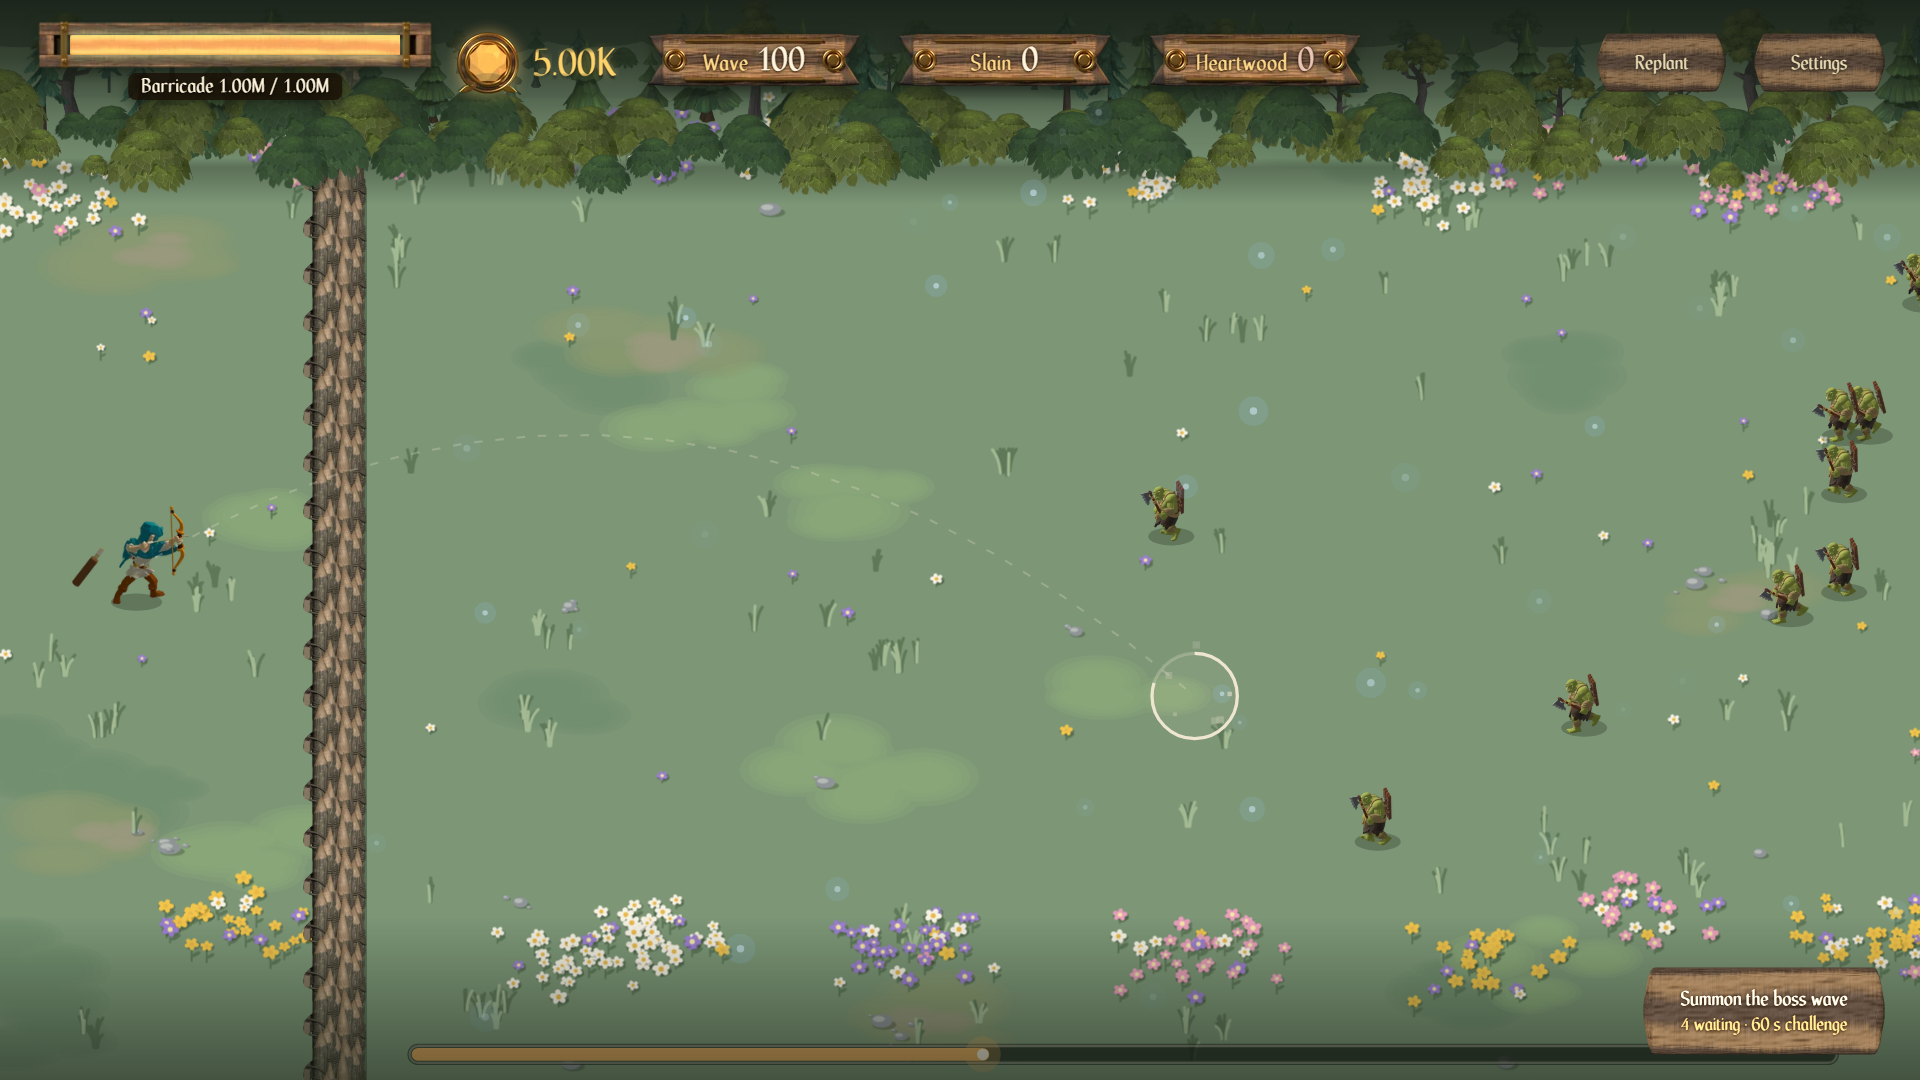 Barricade 1.00M / 1.00M
5.00K
Wave 100
Slain 0
Heartwood 0
Replant
Settings
Summon the boss wave
4 waiting · 60 s challenge